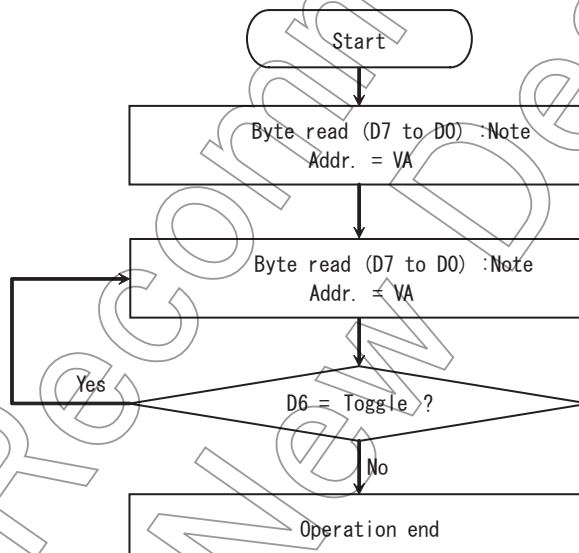 Start
Byte read (D7 to D0) :Note
Addr. = VA
Byte read (D7 to D0) :Note
Addr. = VA
Yes
D6 = Toggle ?
No
Operation end